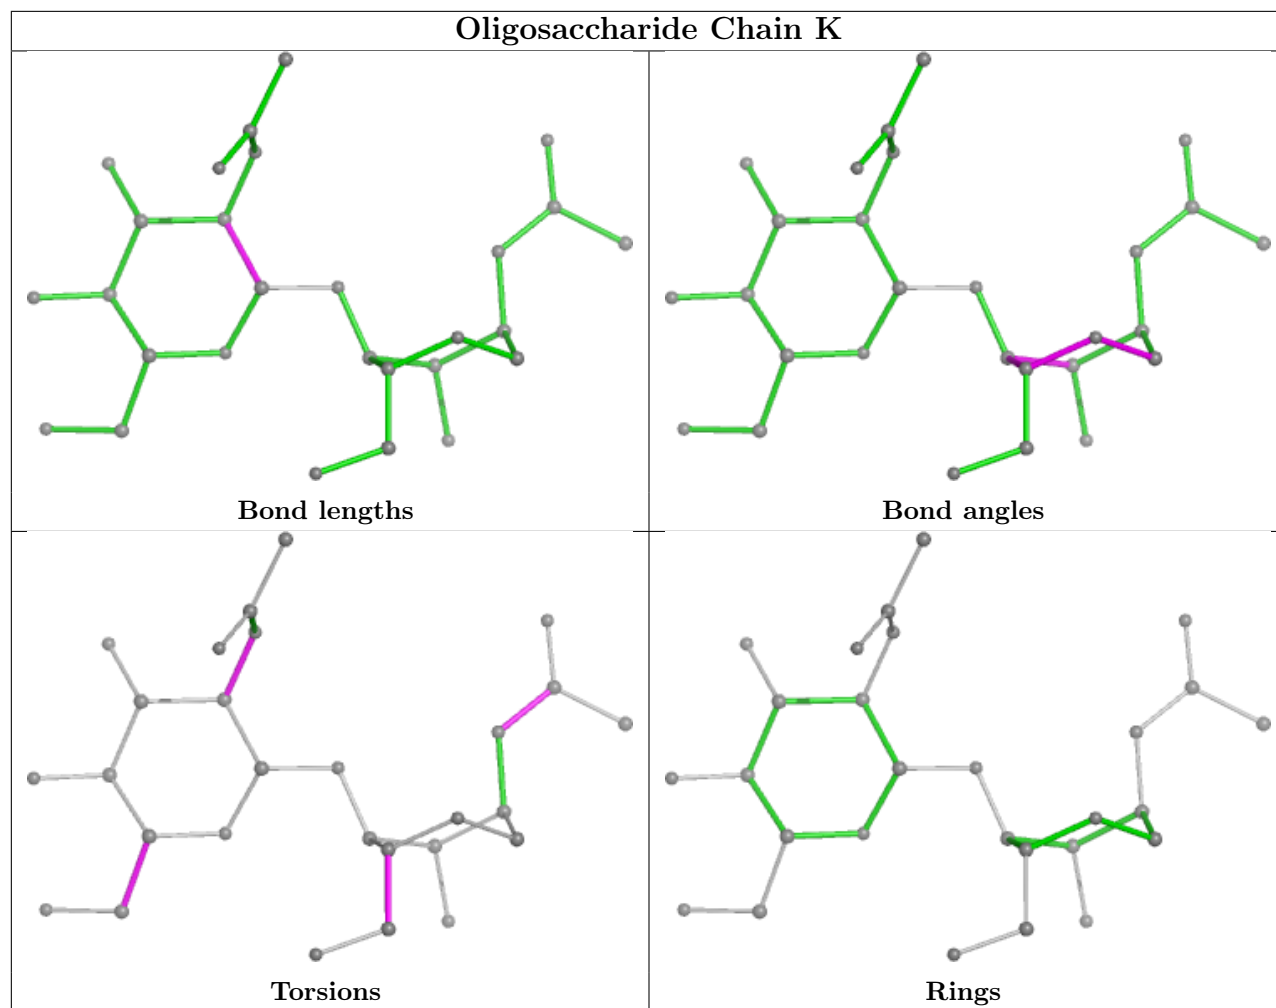 Oligosaccharide Chain K
Bond lengths
Bond angles
Torsions
Rings